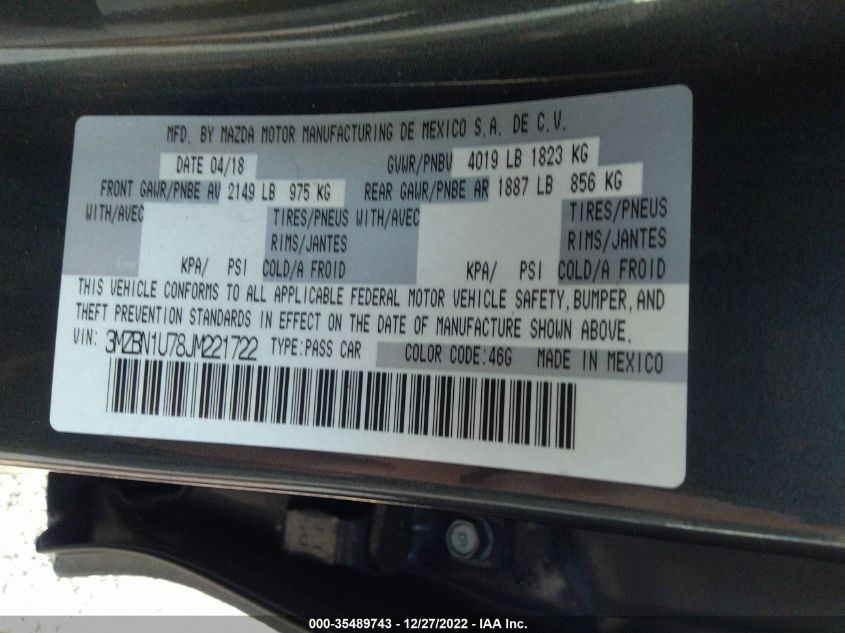 MFD. BY MAZDA MOTOR MANUFACTURING DE MEXICO S.A. DE C.V.
DATE 04/18 GVWR/PNBV 4019 LB 1823 KG
FRONT GAWR/PNBE AV 2149 LB 975 KG REAR GAWR/PNBE AR 1887 LB 856 KG
WITH/AVEC TIRES/PNEUS WITH/AVEC TIRES/PNEUS
RIMS/JANTES RIMS/JANTES
KPA/ PSI COLD/A FROID KPA/ PSI COLD/A FROID
THIS VEHICLE CONFORMS TO ALL APPLICABLE FEDERAL MOTOR VEHICLE SAFETY, BUMPER, AND
THEFT PREVENTION STANDARDS IN EFFECT ON THE DATE OF MANUFACTURE SHOWN ABOVE.
VIN: 3MZBN1U78JM221722 TYPE:PASS CAR COLOR CODE:46G MADE IN MEXICO
000-35489743 - 12/27/2022 - IAA Inc.